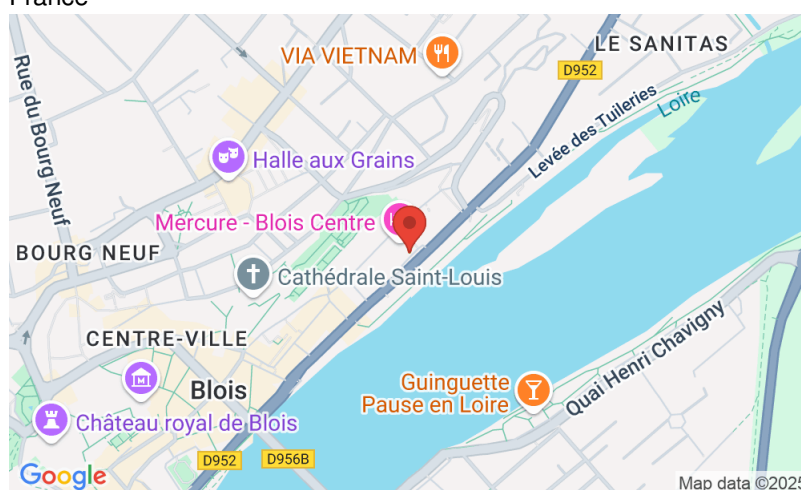 France
LE SANITAS
VIA VIETNAM
D952
Rue du Bourg Neuf
Loire
Levée des Tuileries
Halle aux Grains
Mercure - Blois Centre
BOURG NEUF
Cathédrale Saint-Louis
CENTRE-VILLE
Guinguette
Pause en Loire
Quai Henri Chavigny
Blois
Château royal de Blois
D952
D956B
Google
Map data ©2025